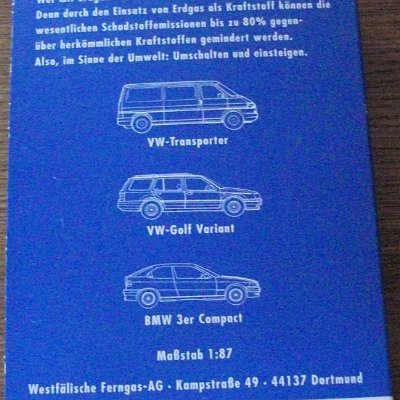 Denn durch den Einsatz von Erdgas als Kraftstoff können die
wesentlichen Schadstoffemissionen bis zu 80% gegen-
über herkömmlichen Kraftstoffen gemindert werden.
Also, im Sinne der Umwelt: Umschalten und einsteigen.
VW-Transporter
VW-Golf Variant
BMW 3er Compact
Maßstab 1:87
Westfälische Ferngas-AG · Kampstraße 49 · 44137 Dortmund